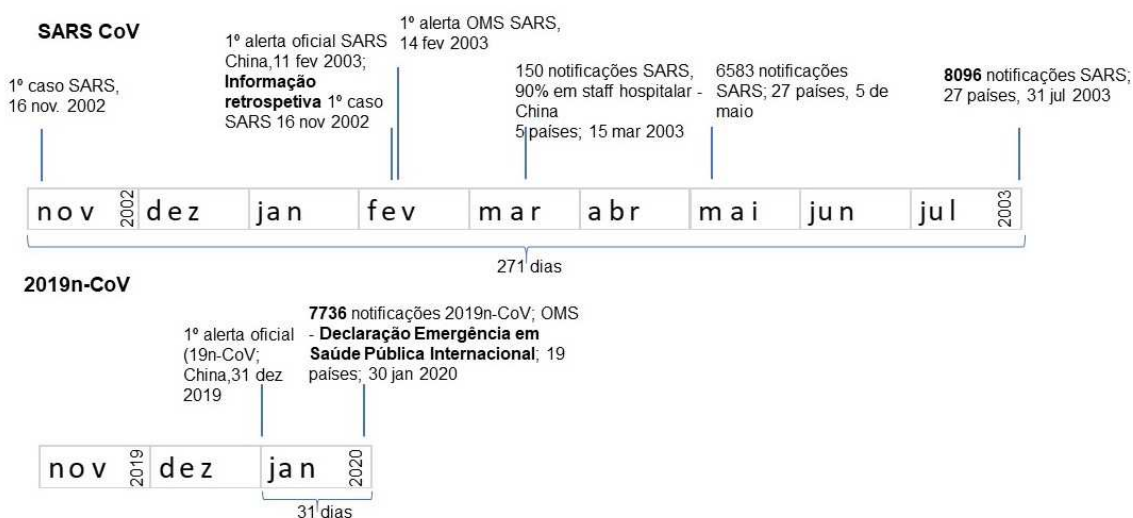 SARS CoV
1º caso SARS,
16 nov. 2002
1º alerta oficial SARS
China,11 fev 2003;
Informação
retrospetiva 1º caso
SARS 16 nov 2002
1º alerta OMS SARS,
14 fev 2003
150 notificações SARS,
90% em staff hospitalar -
China
5 países; 15 mar 2003
6583 notificações
SARS; 27 países, 5 de
maio
8096 notificações SARS;
27 países, 31 jul 2003
nov 2002 dez jan fev mar abr mai jun jul 2003
271 dias
2019n-CoV
1º alerta oficial
(19n-CoV;
China,31 dez
2019
7736 notificações 2019n-CoV; OMS
- Declaração Emergência em
Saúde Pública Internacional; 19
países; 30 jan 2020
nov 2019 dez jan 2020
31 dias